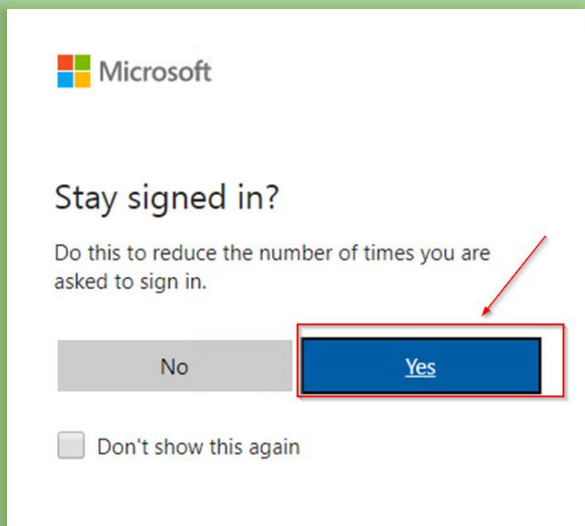 Microsoft
Stay signed in?
Do this to reduce the number of times you are
asked to sign in.
No
Yes
Don't show this again